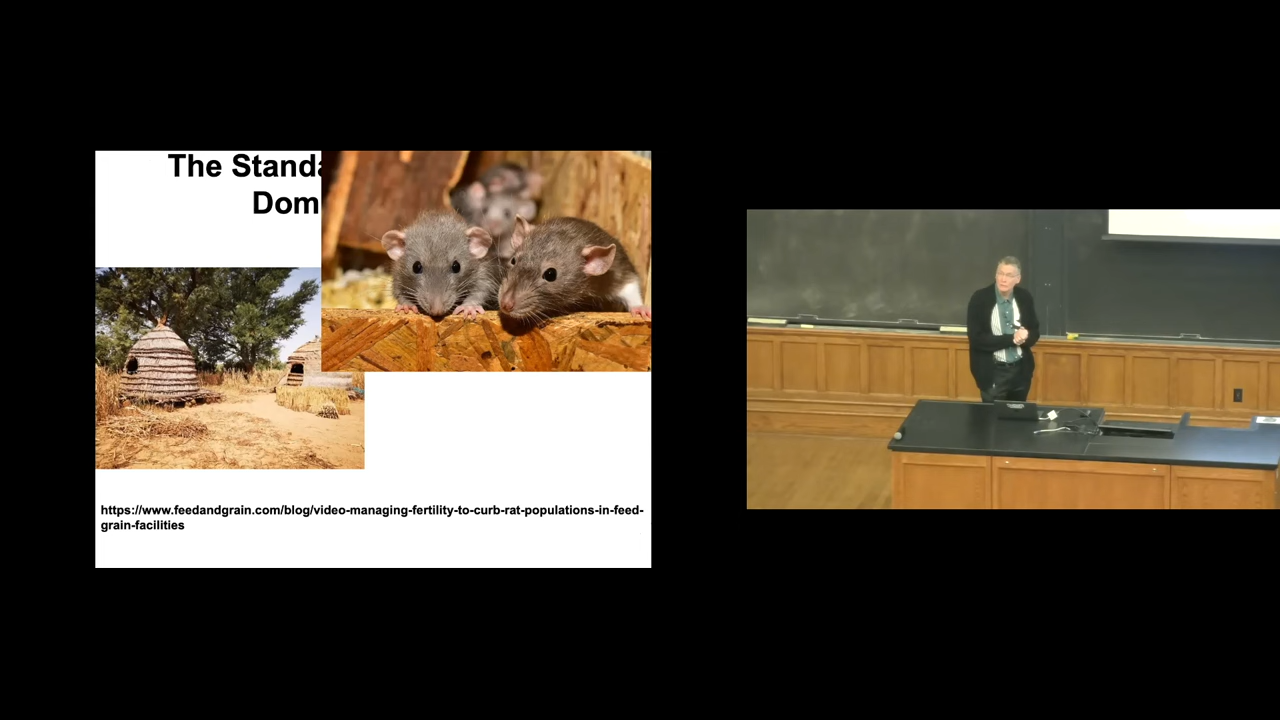 The Standa
Dom
https://www.feedandgrain.com/blog/video-managing-fertility-to-curb-rat-populations-in-feed-
grain-facilities